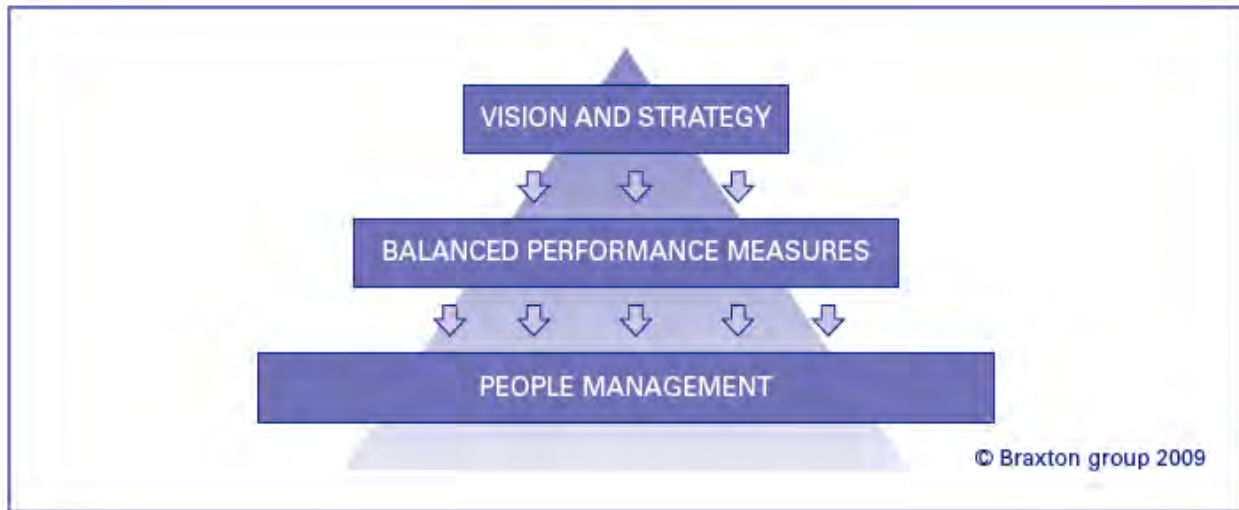 VISION AND STRATEGY
BALANCED PERFORMANCE MEASURES
PEOPLE MANAGEMENT
© Braxton group 2009